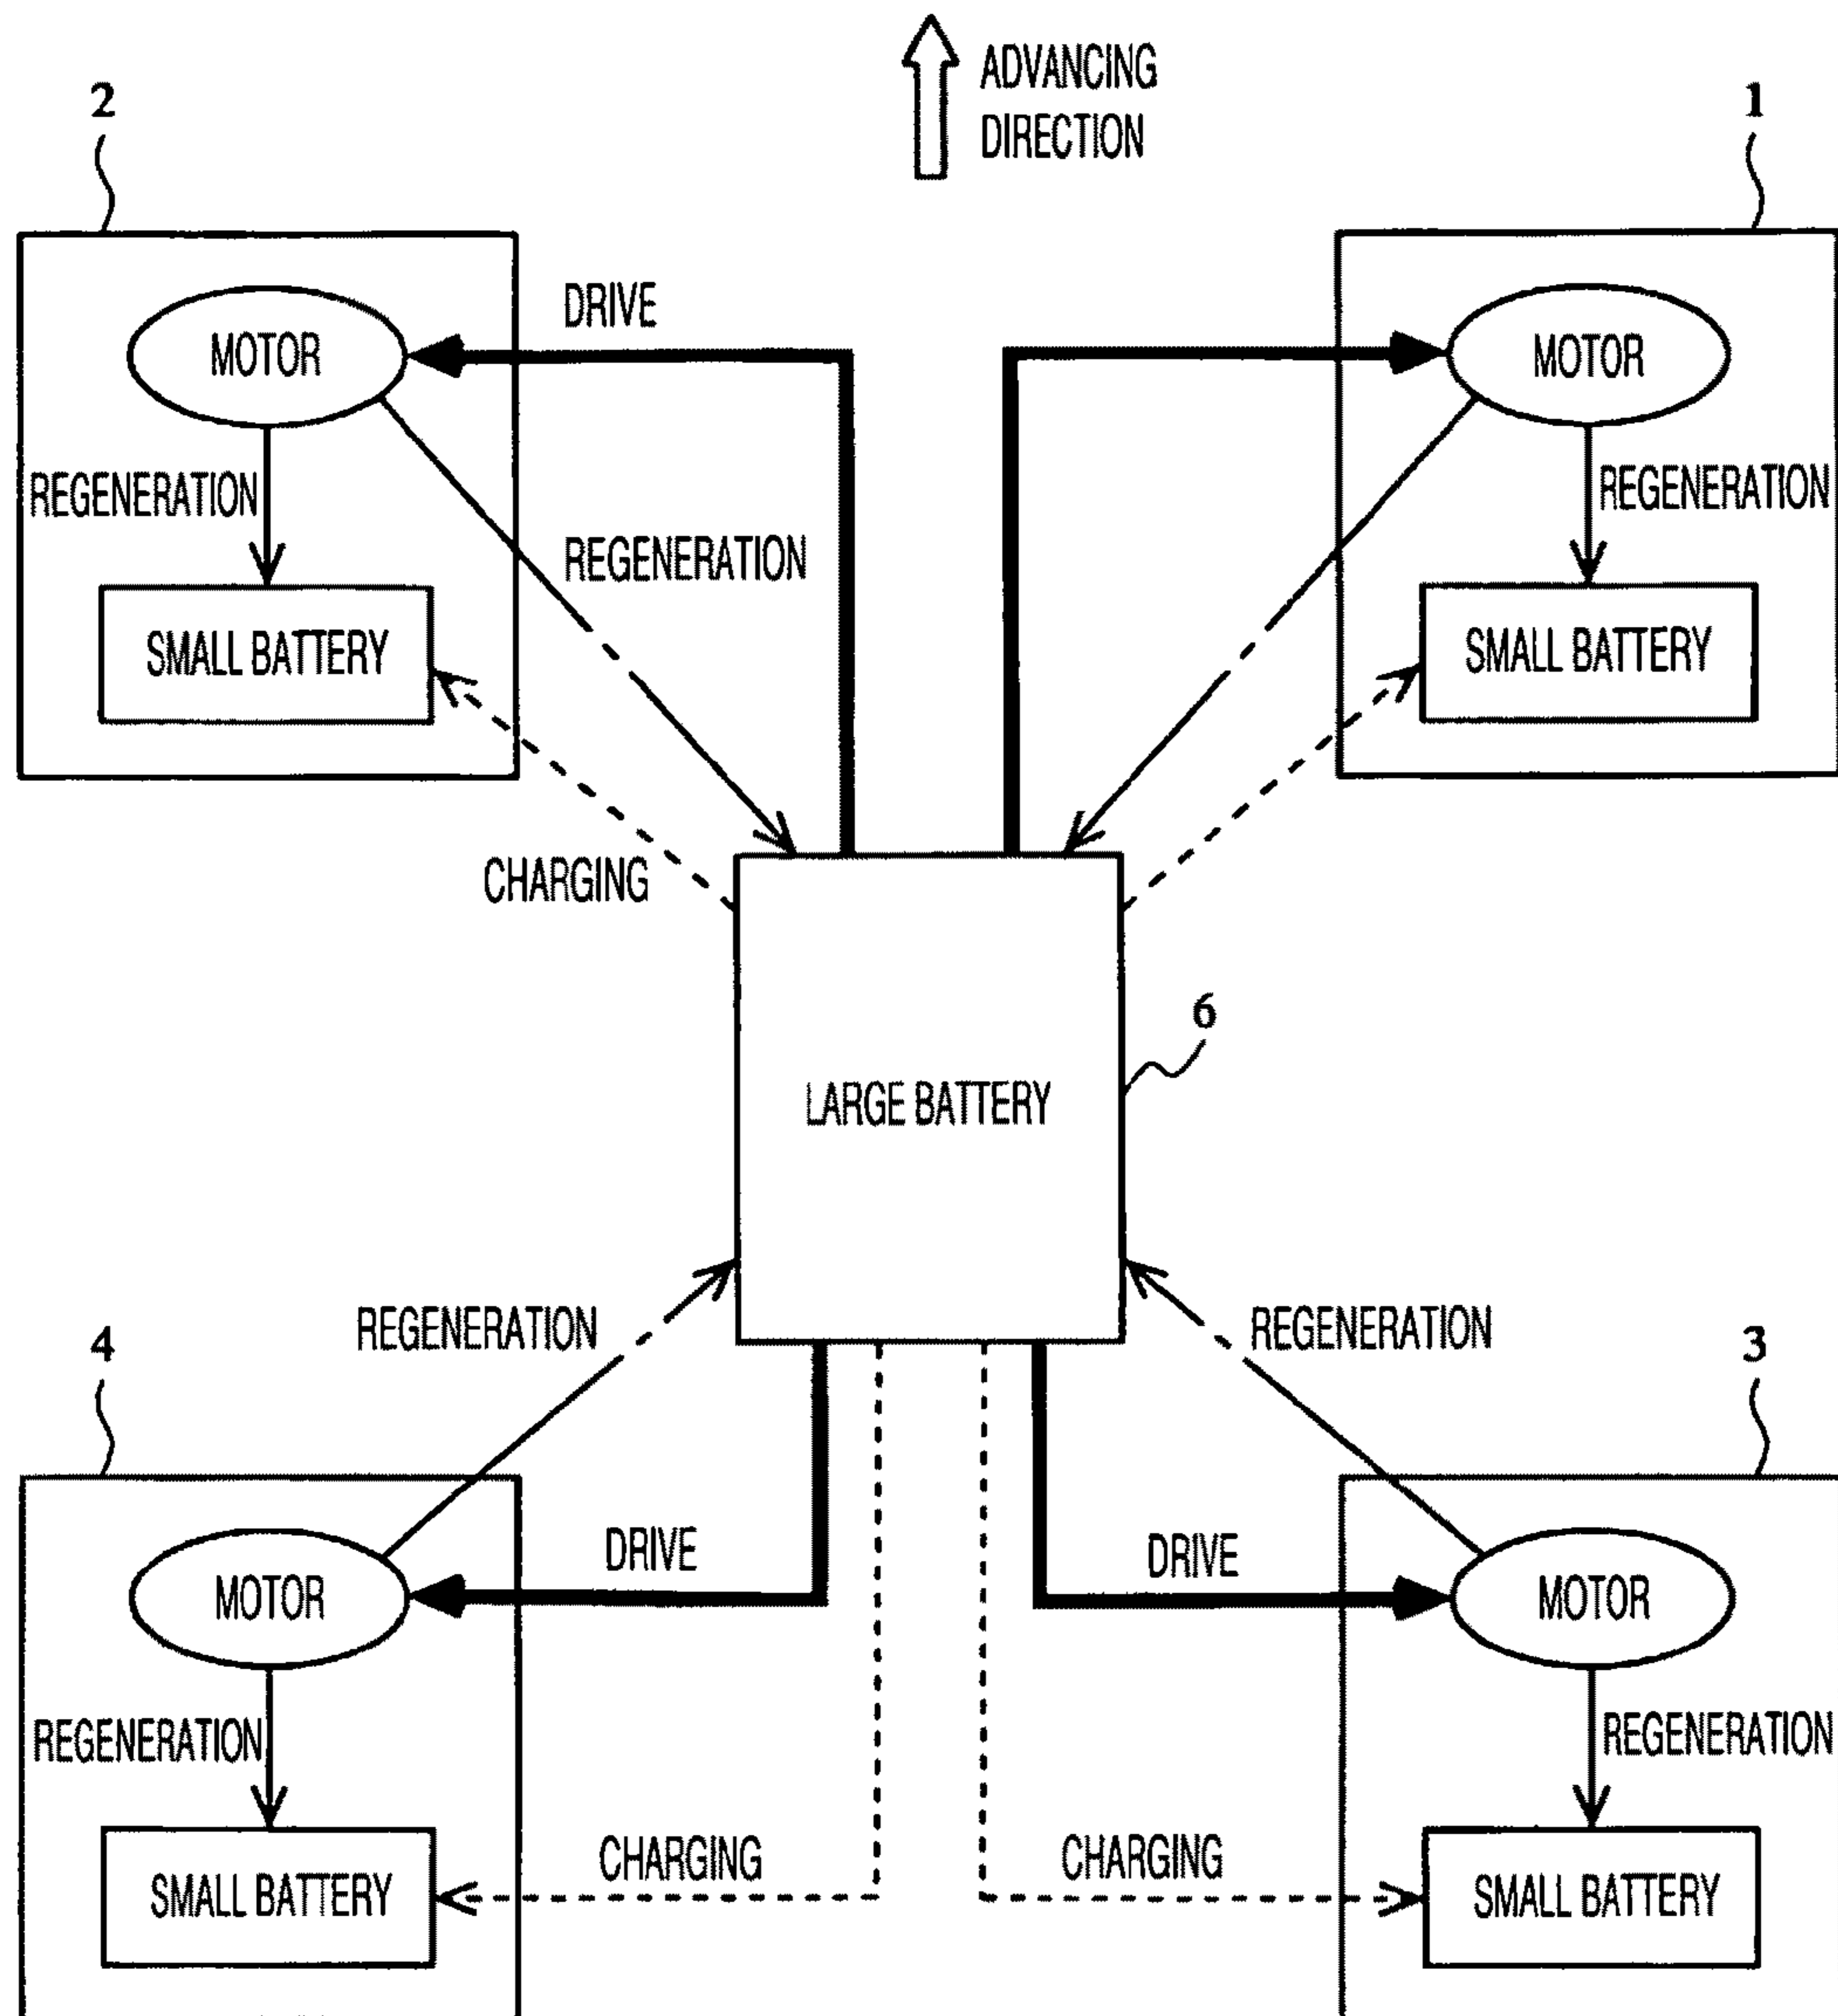 ADVANCING
DIRECTION
2
1
DRIVE
MOTOR
MOTOR
REGENERATION
REGENERATION
REGENERATION
SMALL BATTERY
SMALL BATTERY
CHARGING
6
LARGE BATTERY
REGENERATION
REGENERATION
4
3
DRIVE
DRIVE
MOTOR
MOTOR
REGENERATION
REGENERATION
CHARGING
CHARGING
SMALL BATTERY
SMALL BATTERY